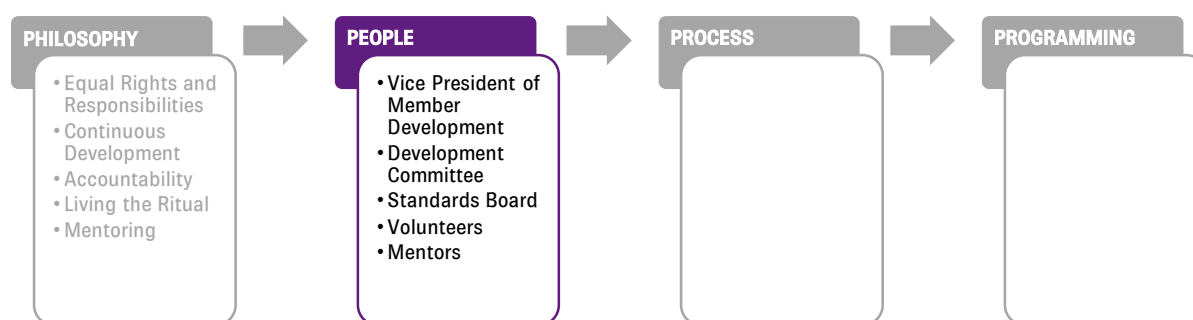 PHILOSOPHY
• Equal Rights and
Responsibilities
• Continuous
Development
• Accountability
• Living the Ritual
• Mentoring
PEOPLE
• Vice President of
Member
Development
• Development
Committee
• Standards Board
• Volunteers
• Mentors
PROCESS
PROGRAMMING